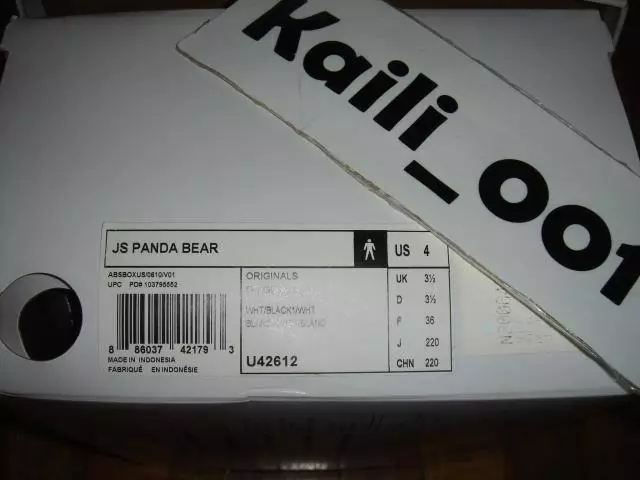 Kaili_001
JS PANDA BEAR
US 4
ABSBOXUS/0610/V01
UPC PO# 103795552
ORIGINALS
WHT/BLACK1/WHT
UK 3½
D 3½
F 36
J 220
CHN 220
8 86037 42179 3
MADE IN INDONESIA
FABRIQUÉ EN INDONÉSIE
U42612